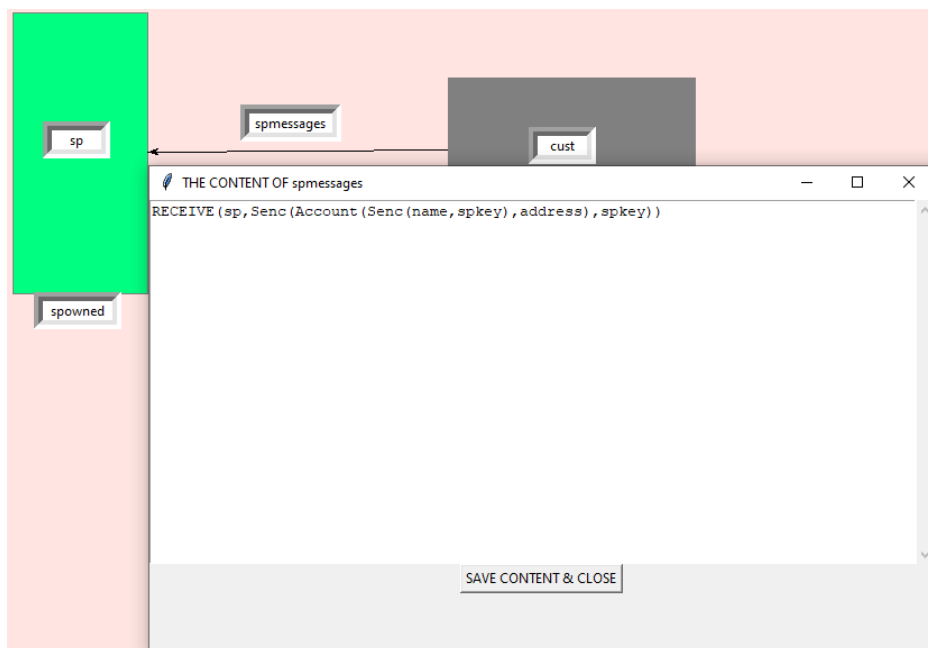 spmessages
sp
cust
THE CONTENT OF spmessages
RECEIVE(sp,Senc(Account(Senc(name,spkey),address),spkey))
spowned
SAVE CONTENT & CLOSE